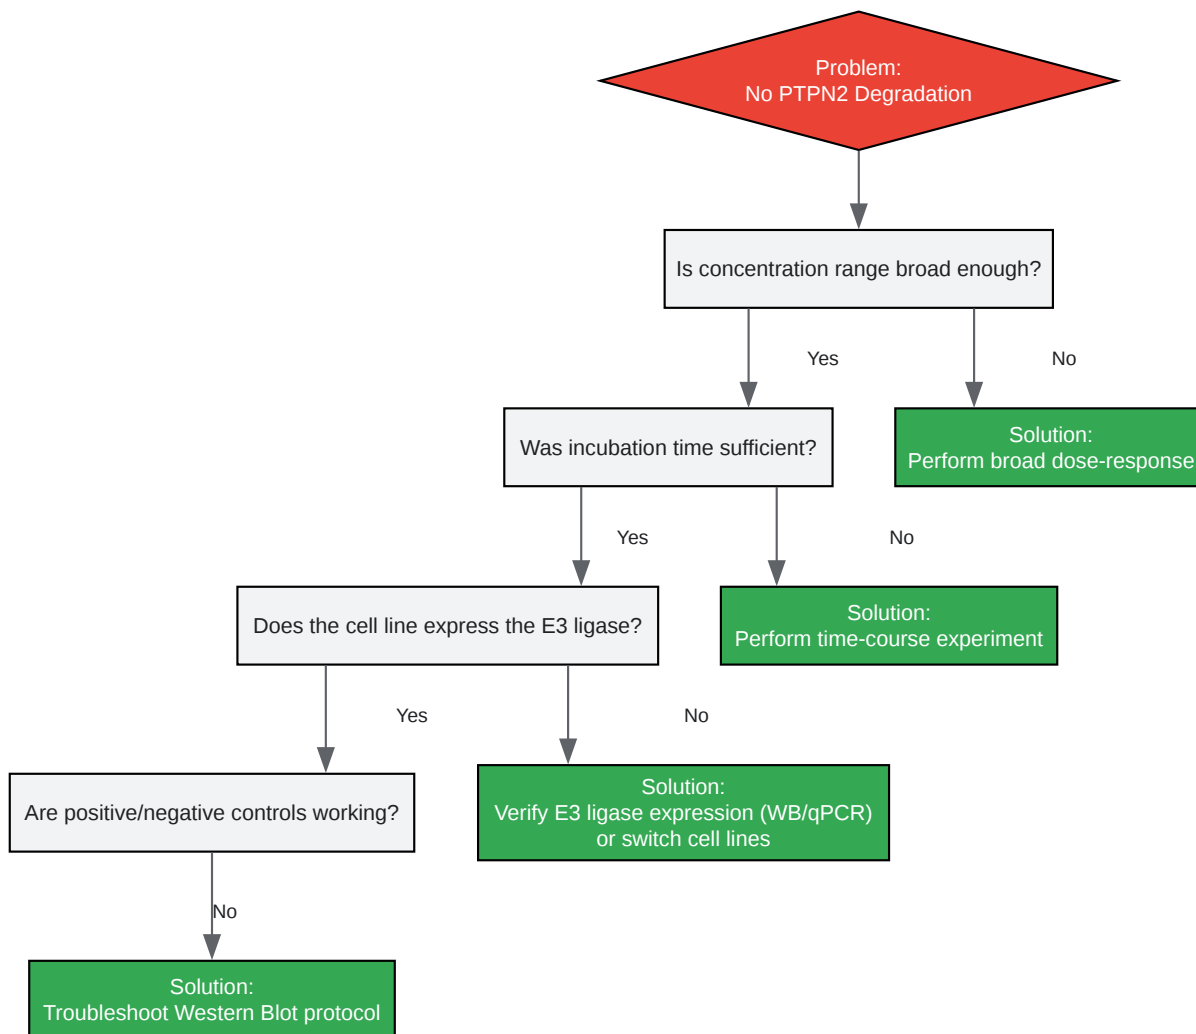 Problem:
No PTPN2 Degradation
Is concentration range broad enough?
Yes
No
Was incubation time sufficient?
Solution:
Perform broad dose-response
Yes
No
Does the cell line express the E3 ligase?
Solution:
Perform time-course experiment
Yes
No
Are positive/negative controls working?
Solution:
Verify E3 ligase expression (WB/qPCR)
or switch cell lines
No
Solution:
Troubleshoot Western Blot protocol